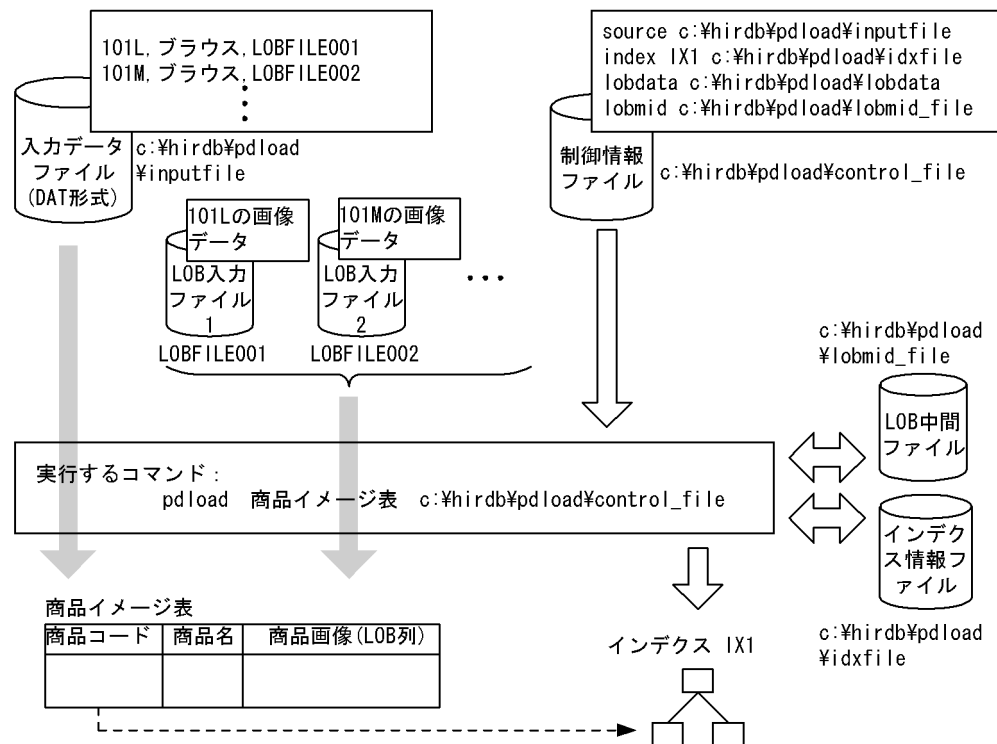 101L,ブラウス,LOBFILE001
101M,ブラウス,LOBFILE002
入力データ
ファイル
(DAT形式)
c:¥hirdb¥pdload
¥inputfile
source c:¥hirdb¥pdload¥inputfile
index IX1 c:¥hirdb¥pdload¥idxfile
lobdata c:¥hirdb¥pdload¥lobdata
lobmid c:¥hirdb¥pdload¥lobmid_file
制御情報
ファイル
c:¥hirdb¥pdload¥control_file
101Lの画像
データ
LOB入力
ファイル
1
LOBFILE001
101Mの画像
データ
LOB入力
ファイル
2
LOBFILE002
...
c:¥hirdb¥pdload
¥lobmid_file
LOB中間
ファイル
実行するコマンド:
pdload 商品イメージ表 c:¥hirdb¥pdload¥control_file
インデク
ス情報フ
ァイル
c:¥hirdb¥pdload
¥idxfile
商品イメージ表
商品コード 商品名 商品画像(LOB列)
インデクス IX1